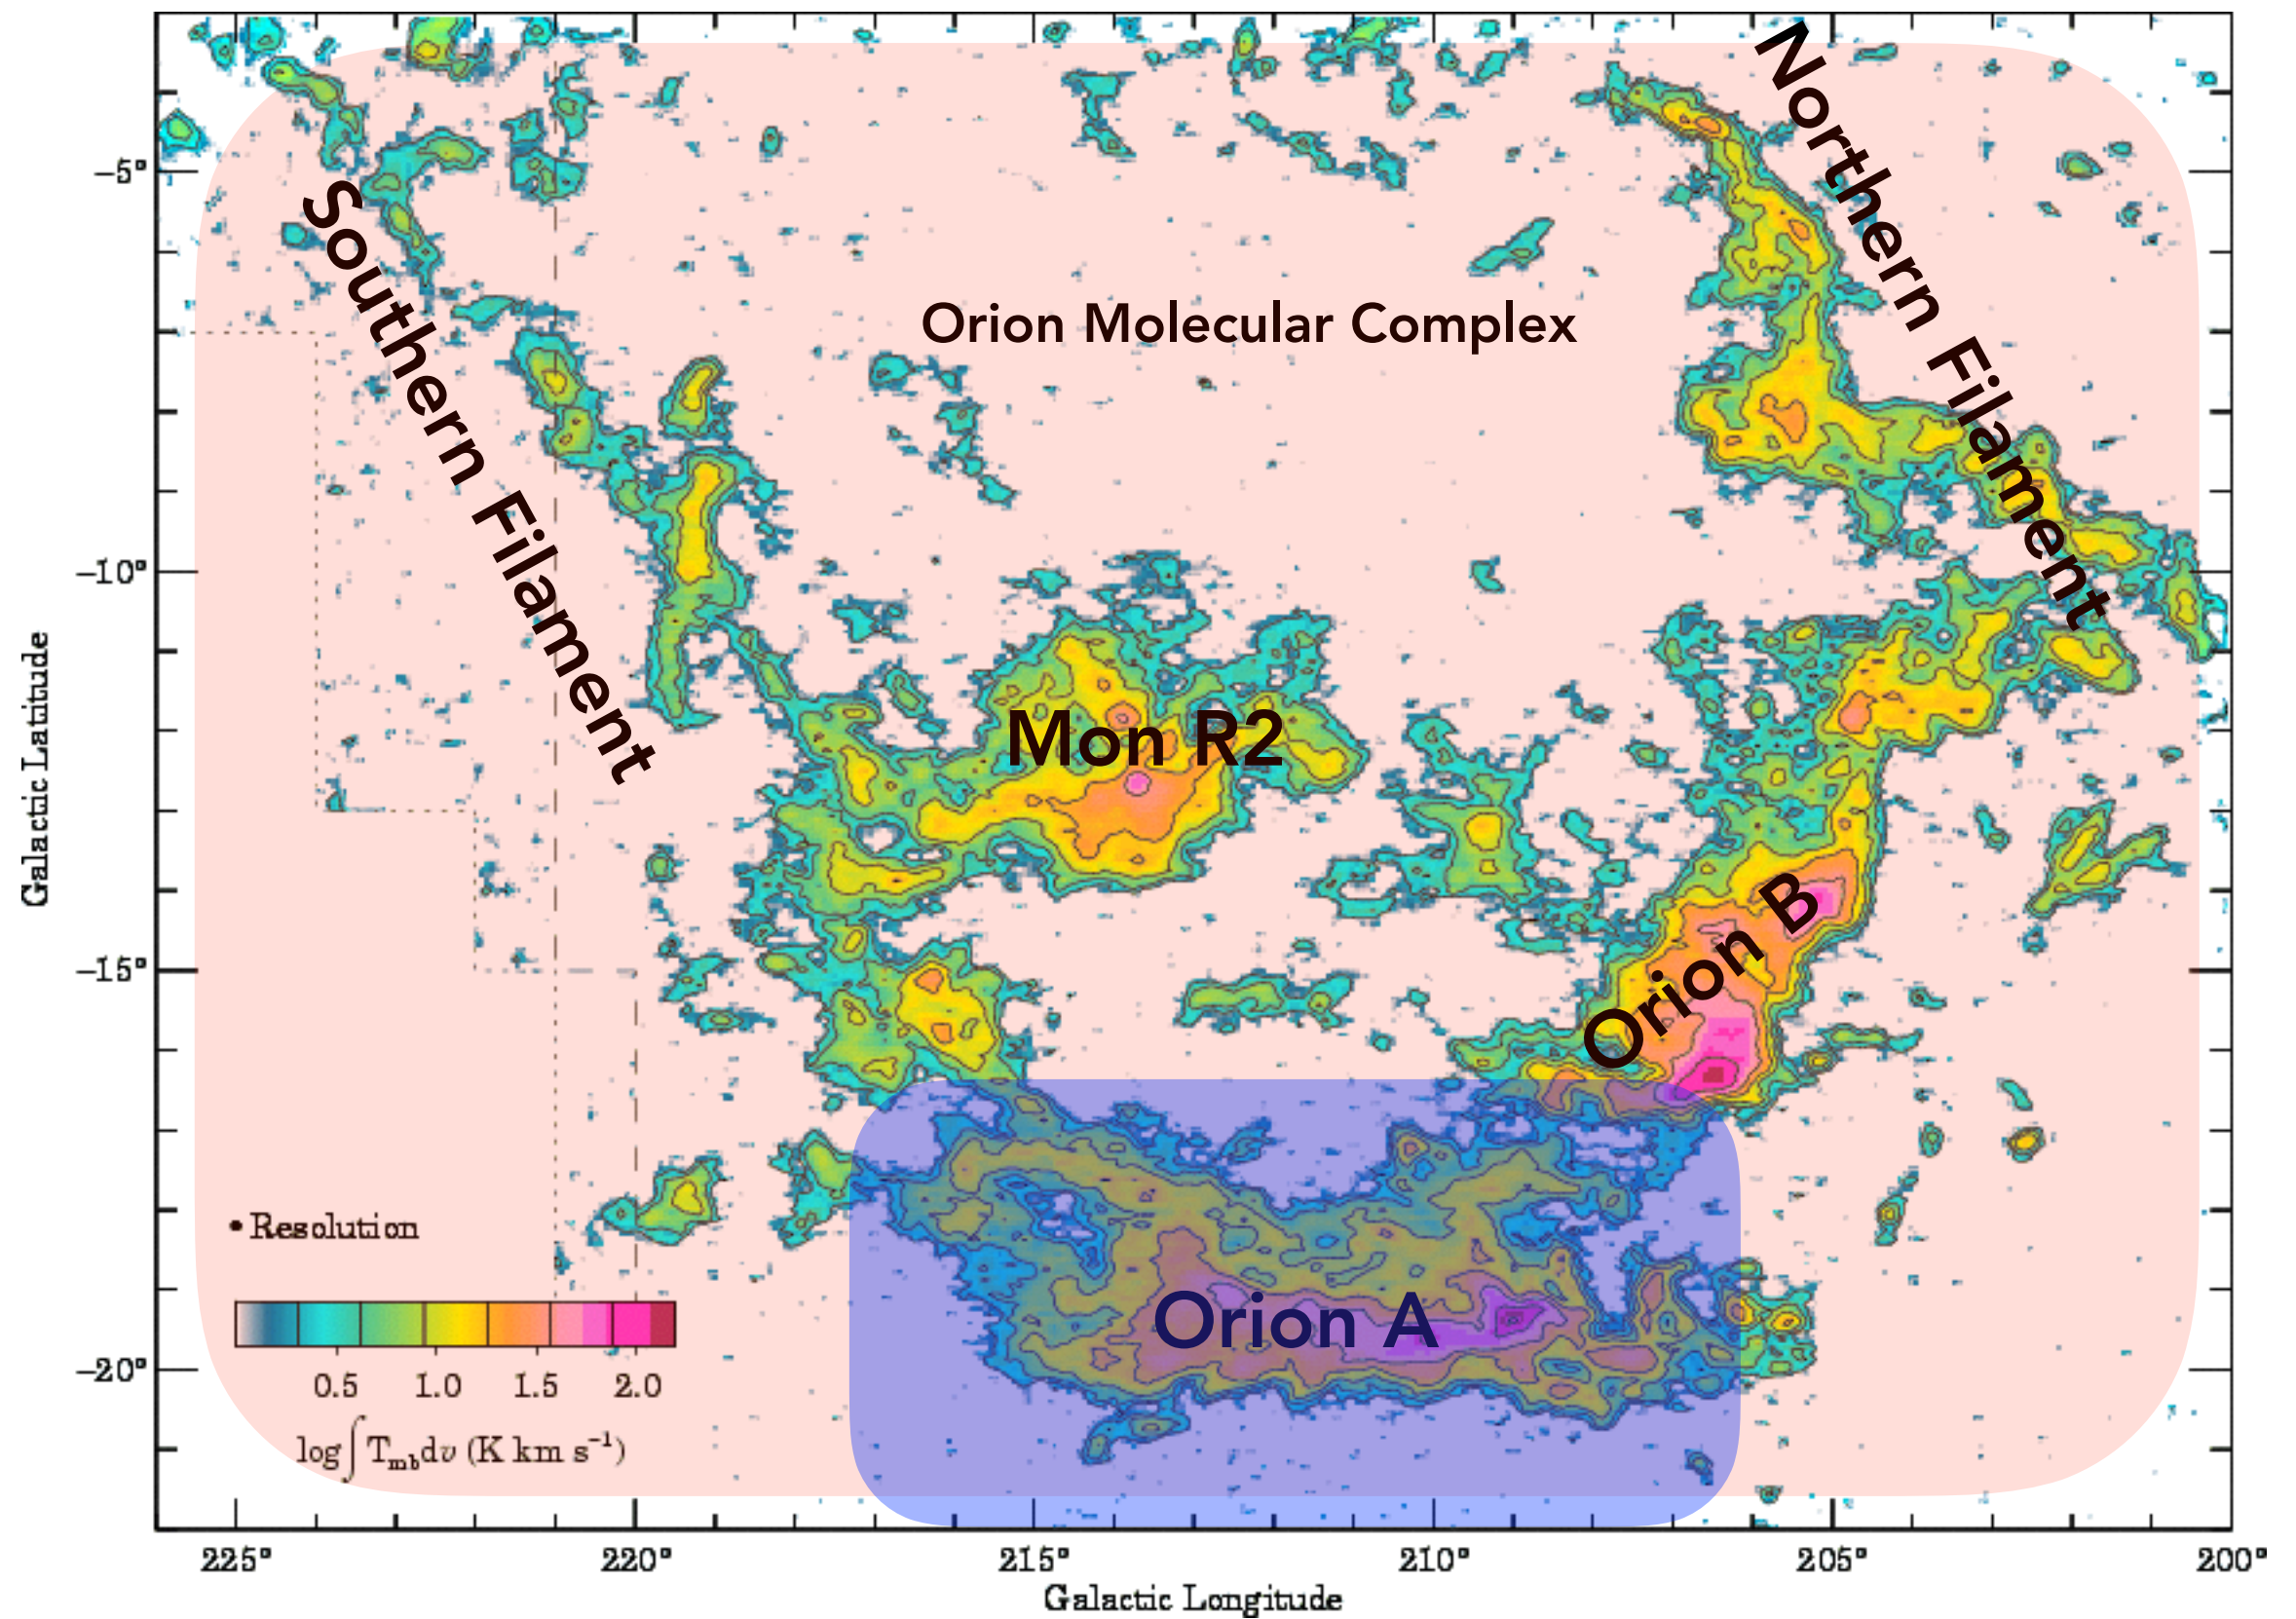 Northern Filament
Southern Filament
Orion Molecular Complex
Mon R2
Orion B
Orion A
Galactic Latitude
−5°
−10°
−15°
−20°
• Resolution
0.5 1.0 1.5 2.0
log∫T_mb dv (K km s⁻¹)
225° 220° 215° 210° 205° 200°
Galactic Longitude